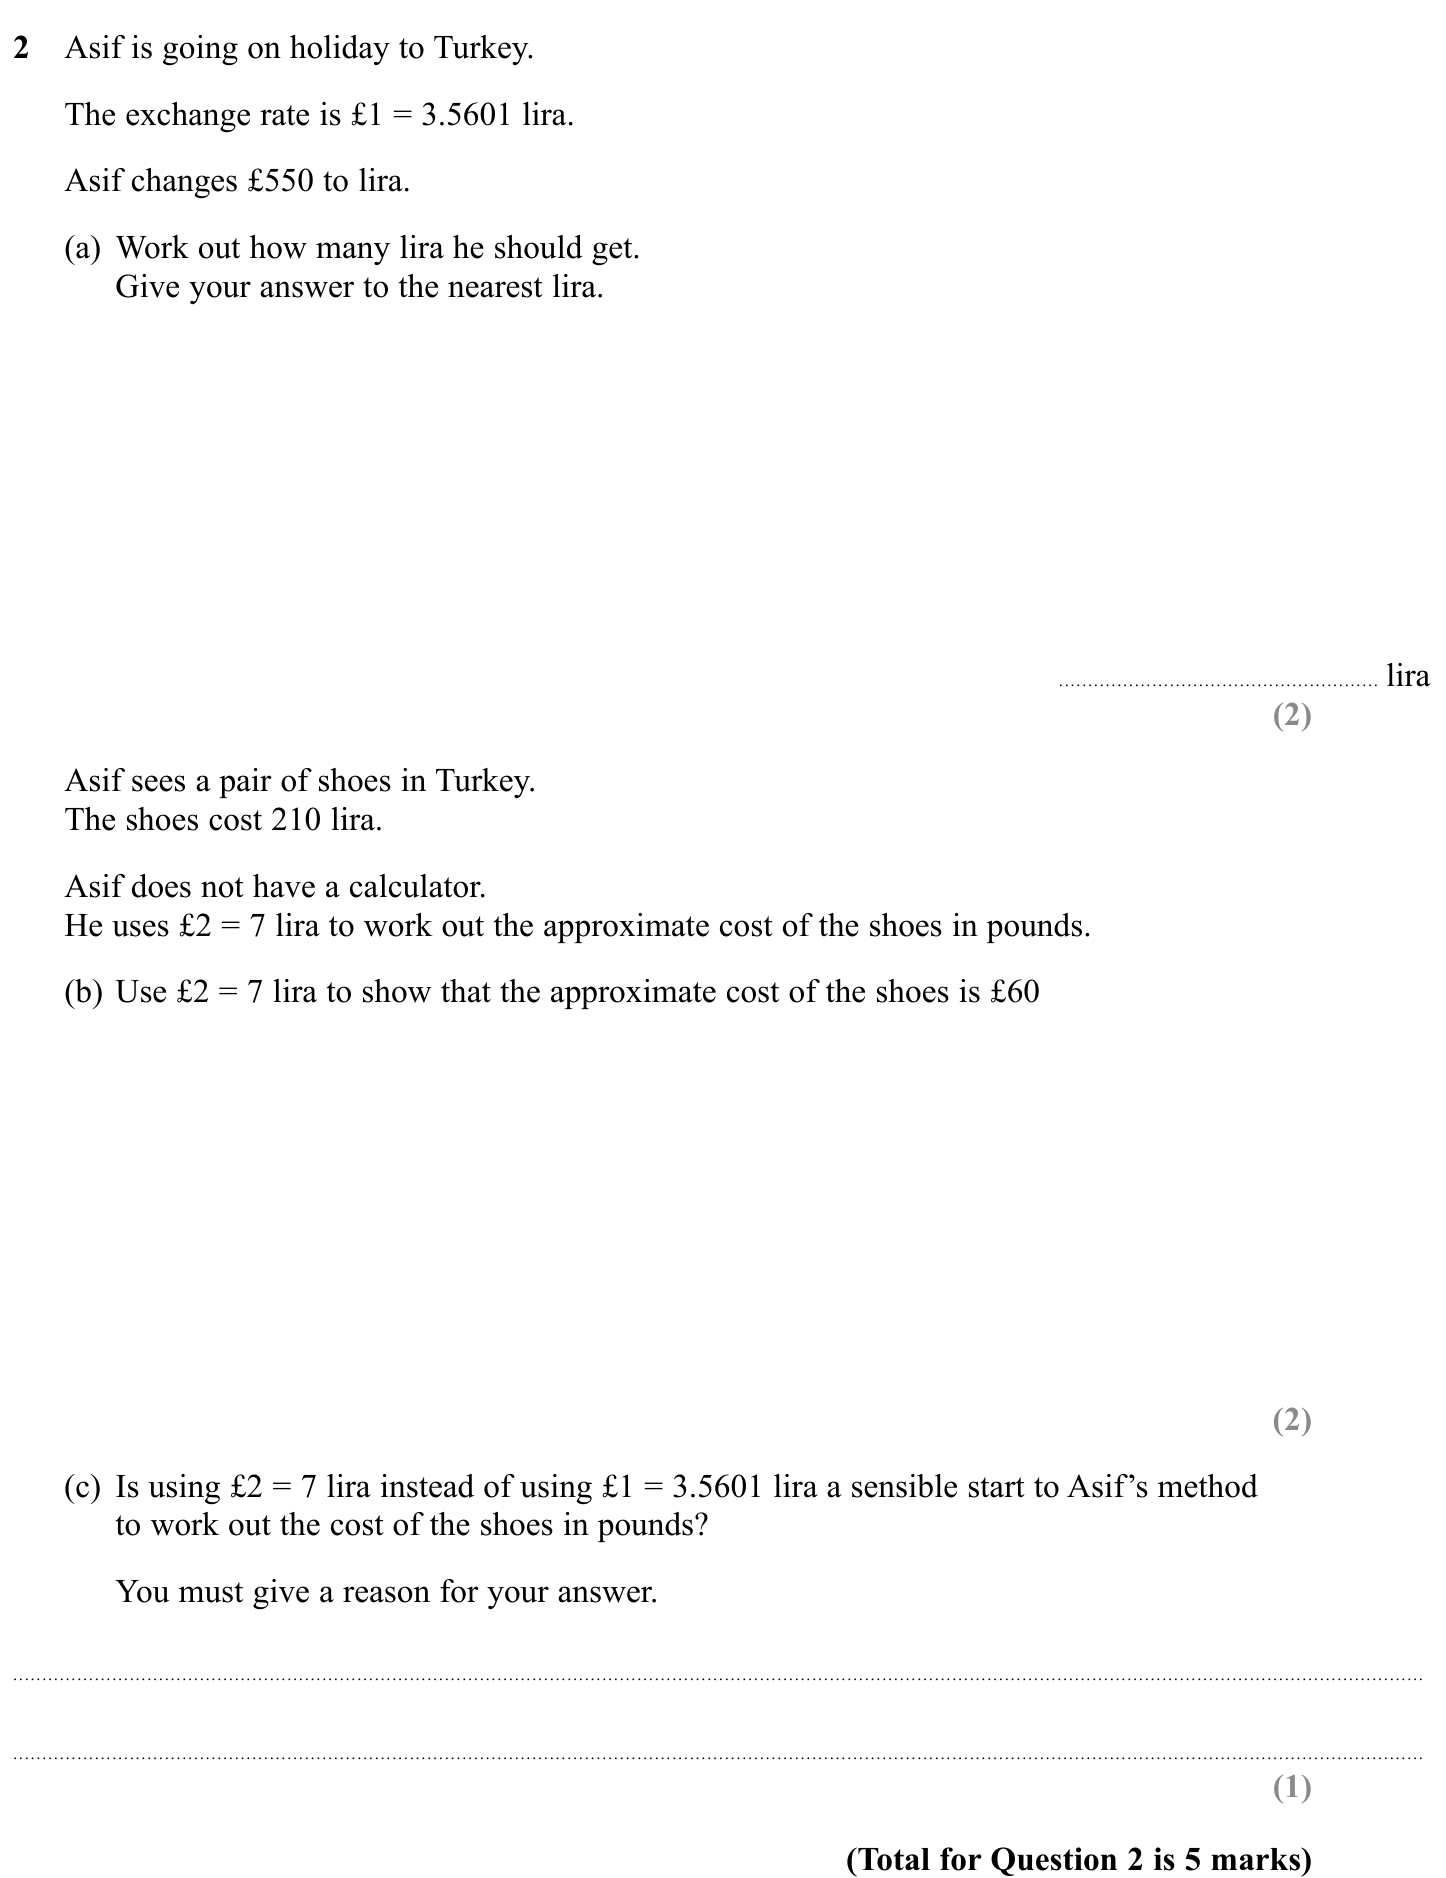 2 Asif is going on holiday to Turkey.
The exchange rate is £1 = 3.5601 lira.
Asif changes £550 to lira.
(a) Work out how many lira he should get.
Give your answer to the nearest lira.
lira
(2)
Asif sees a pair of shoes in Turkey.
The shoes cost 210 lira.
Asif does not have a calculator.
He uses £2 = 7 lira to work out the approximate cost of the shoes in pounds.
(b) Use £2 = 7 lira to show that the approximate cost of the shoes is £60
(2)
(c) Is using £2 = 7 lira instead of using £1 = 3.5601 lira a sensible start to Asif’s method
to work out the cost of the shoes in pounds?
You must give a reason for your answer.
(1)
(Total for Question 2 is 5 marks)